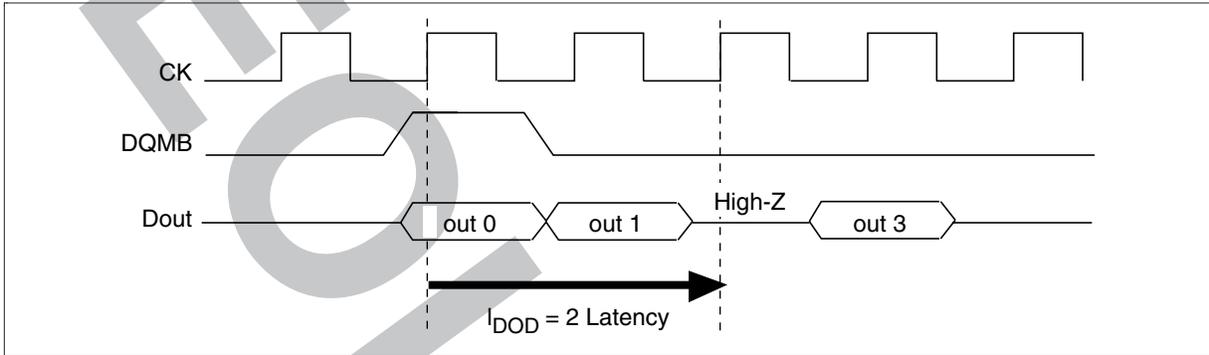 CK
DQMB
High-Z
Dout
out 0
out 1
out 3
lDOD = 2 Latency